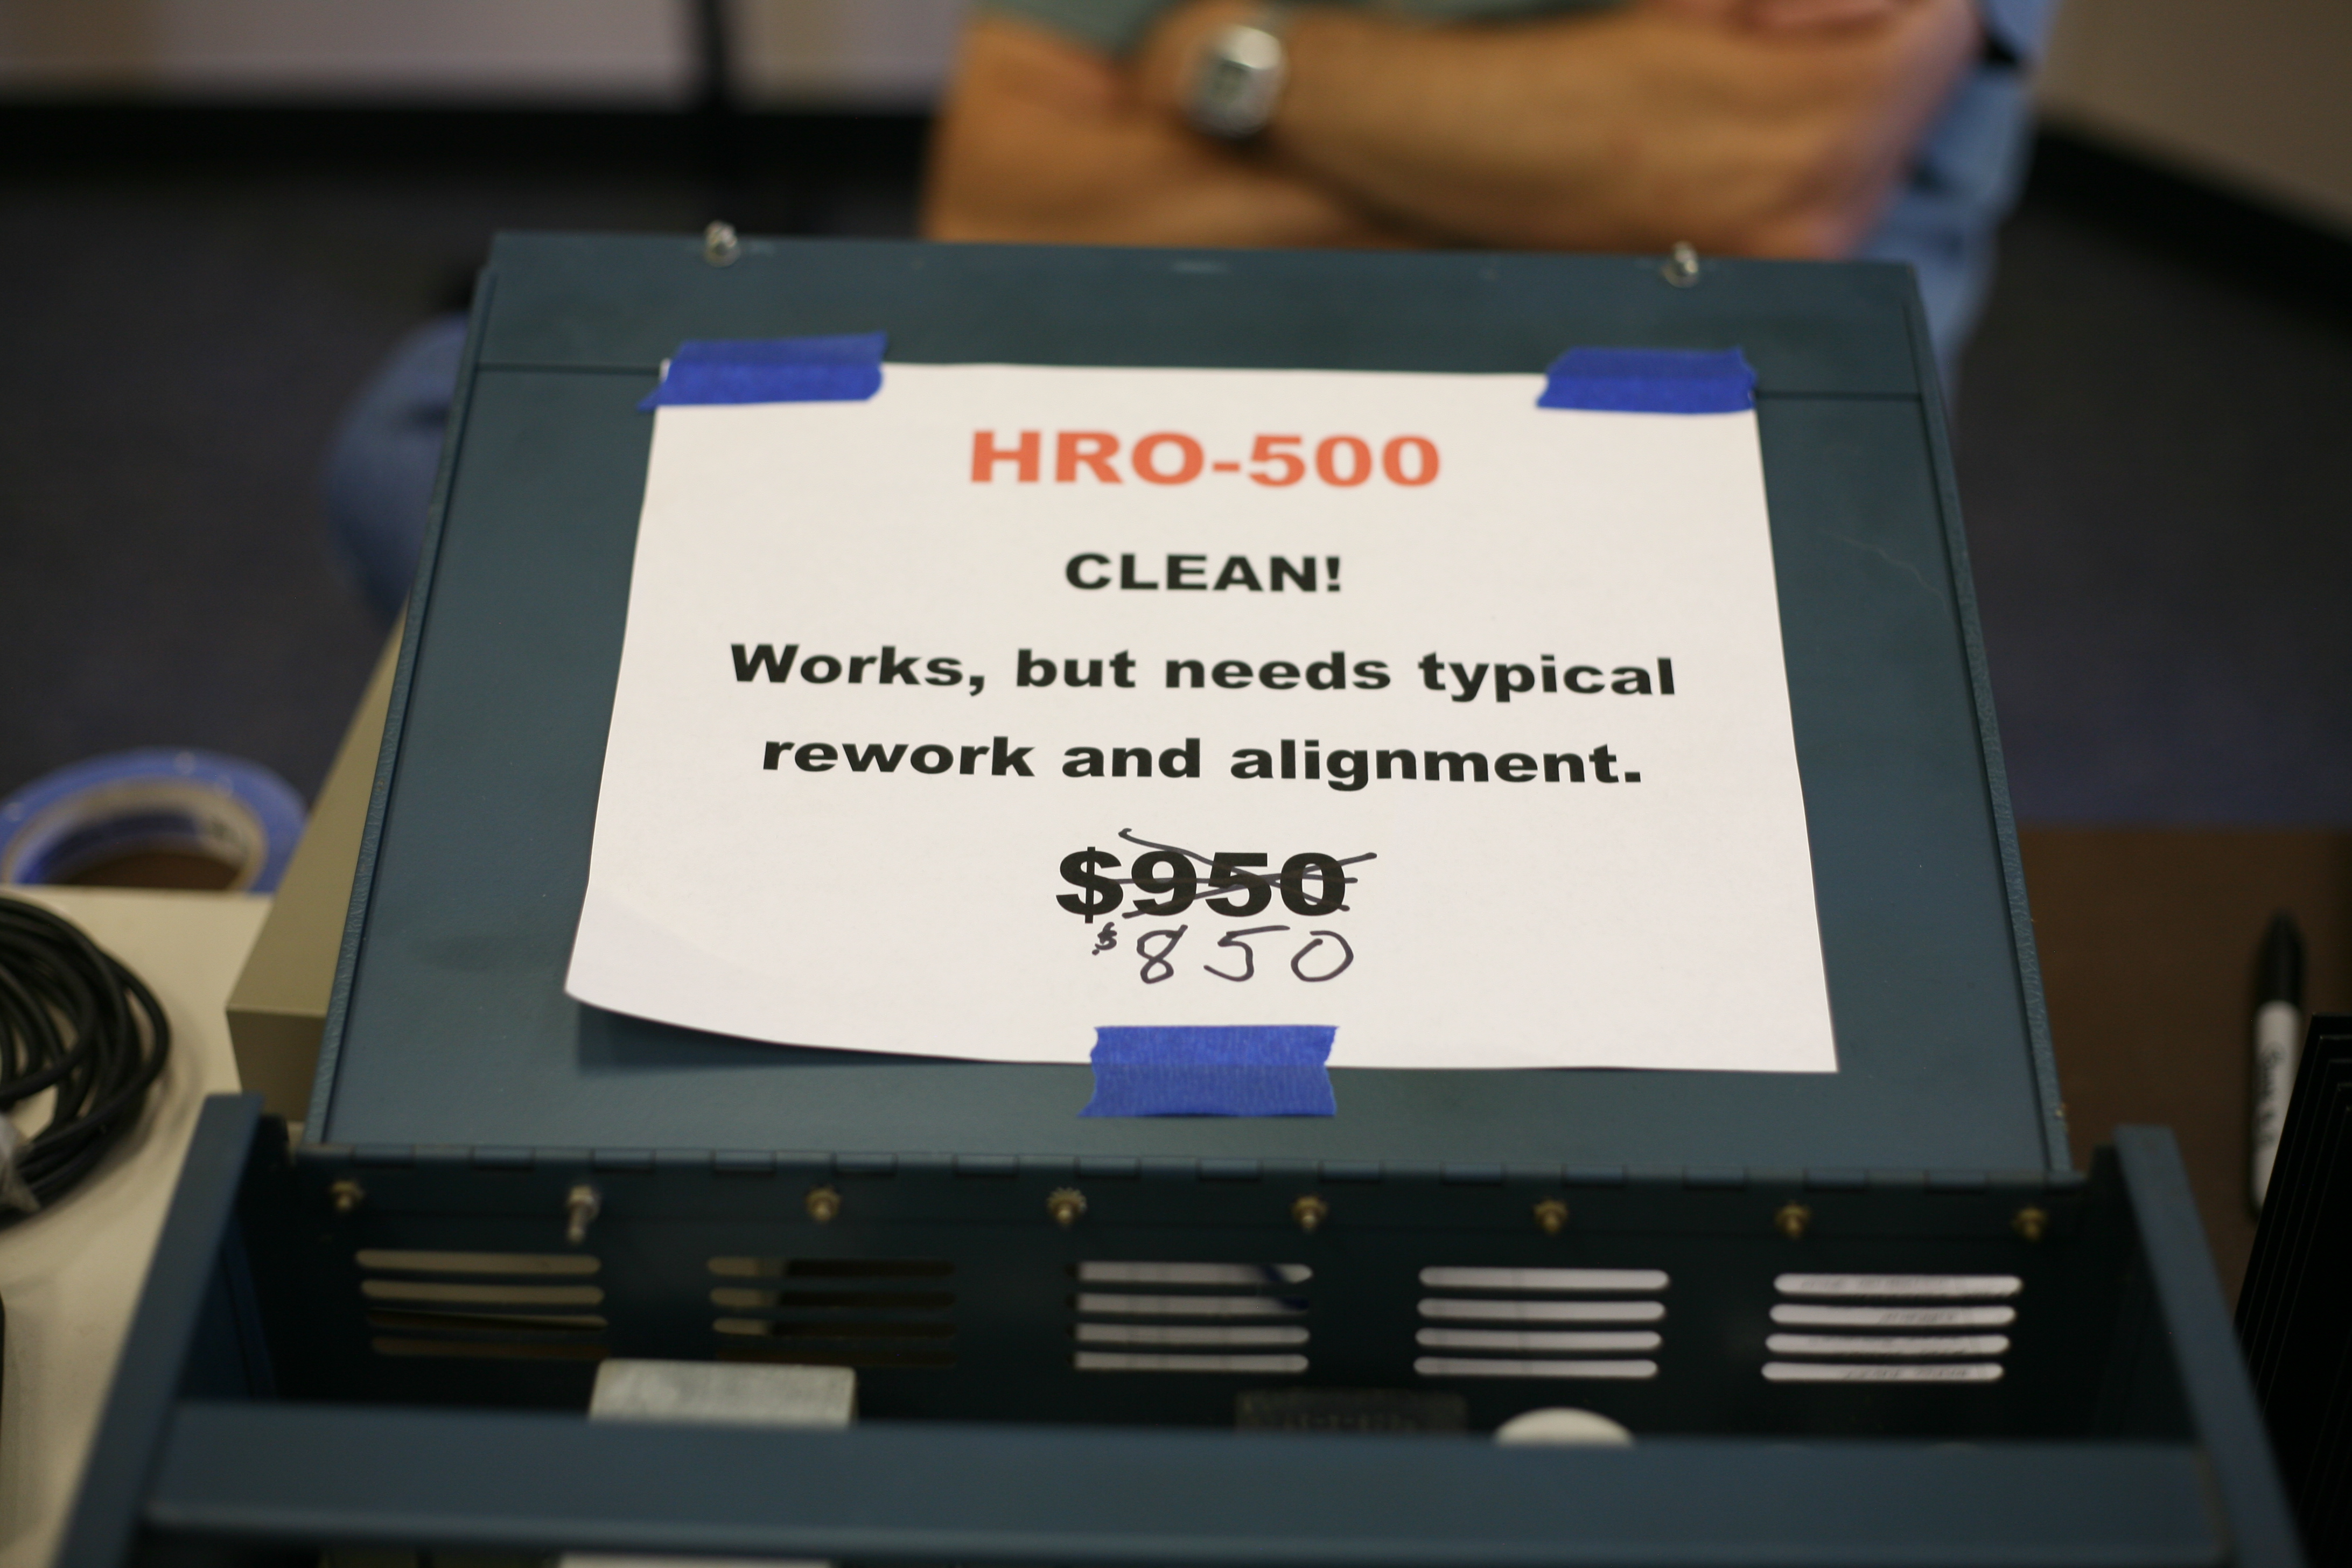 HRO-500
CLEAN!
Works, but needs typical
rework and alignment.
$950
$850